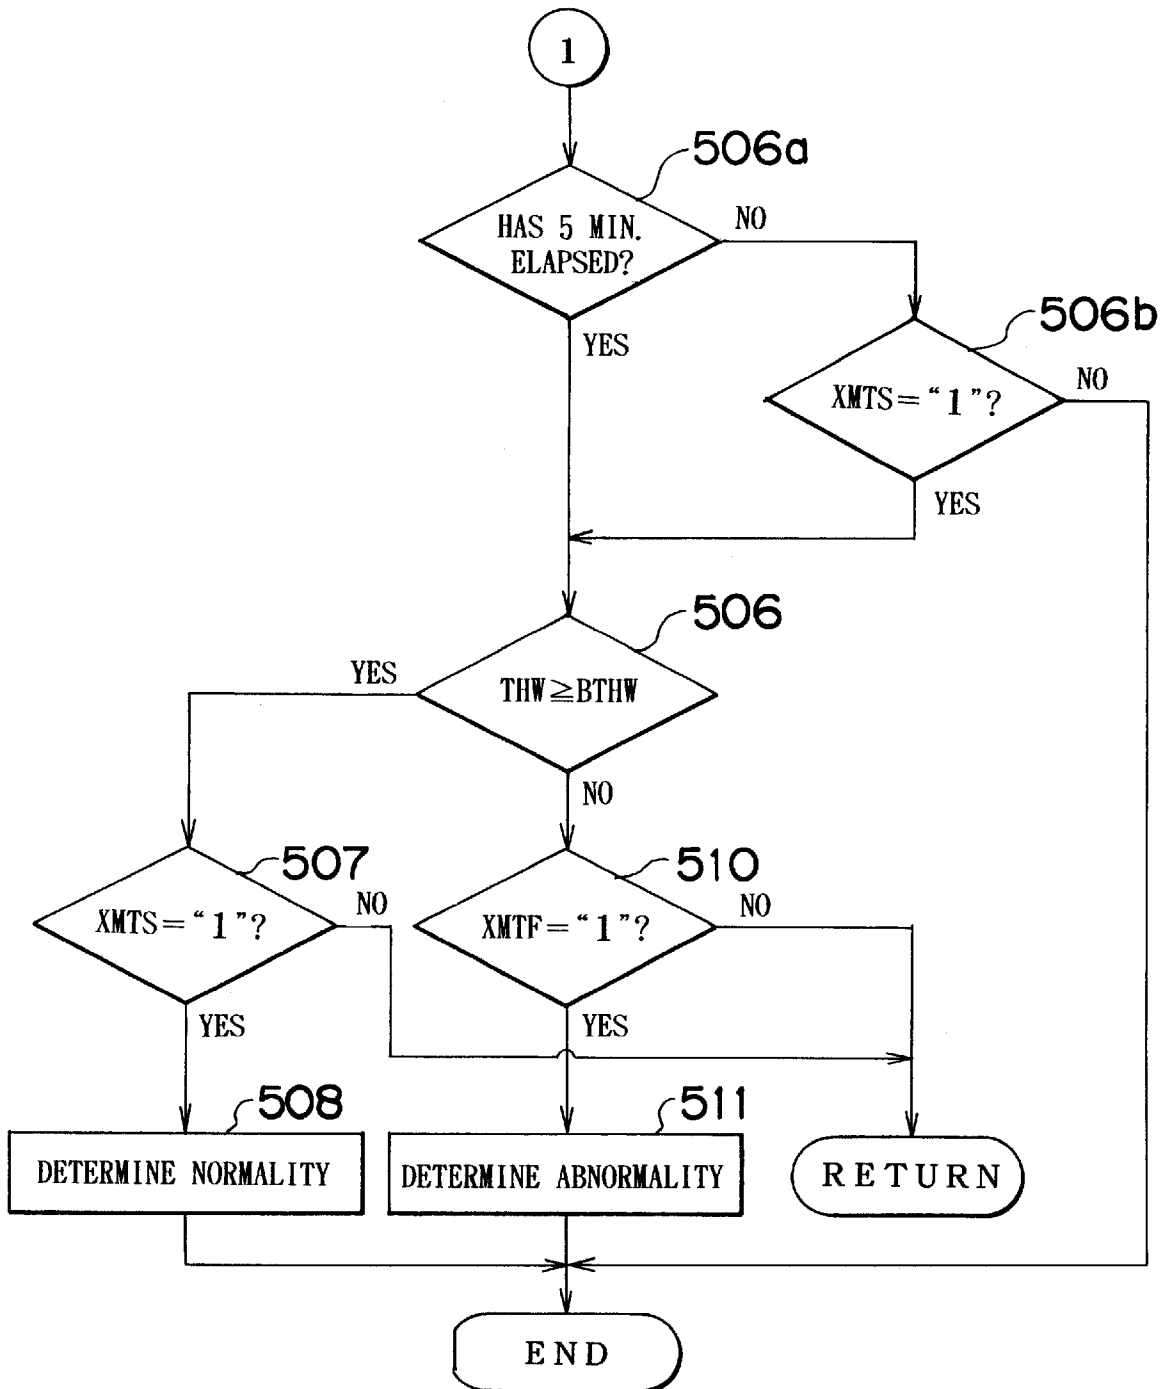 1
506a
HAS 5 MIN.
ELAPSED?
NO
YES
506b
XMTS="1"?
NO
YES
506
THW≧BTHW
YES
NO
507
XMTS="1"?
NO
YES
510
XMTF="1"?
NO
YES
508
DETERMINE NORMALITY
511
DETERMINE ABNORMALITY
RETURN
END